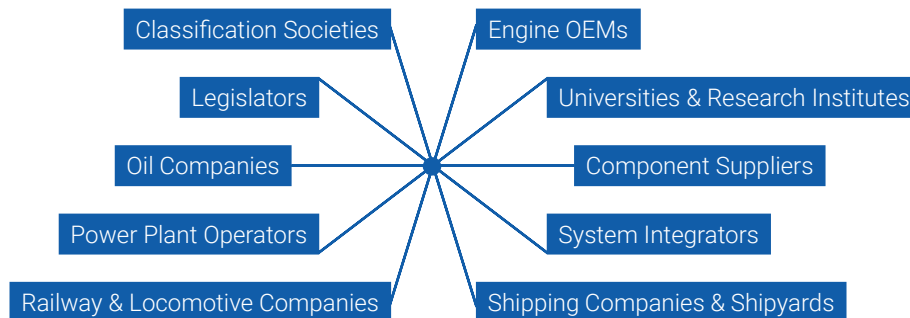 Classification Societies
Engine OEMs
Legislators
Universities & Research Institutes
Oil Companies
Component Suppliers
Power Plant Operators
System Integrators
Railway & Locomotive Companies
Shipping Companies & Shipyards